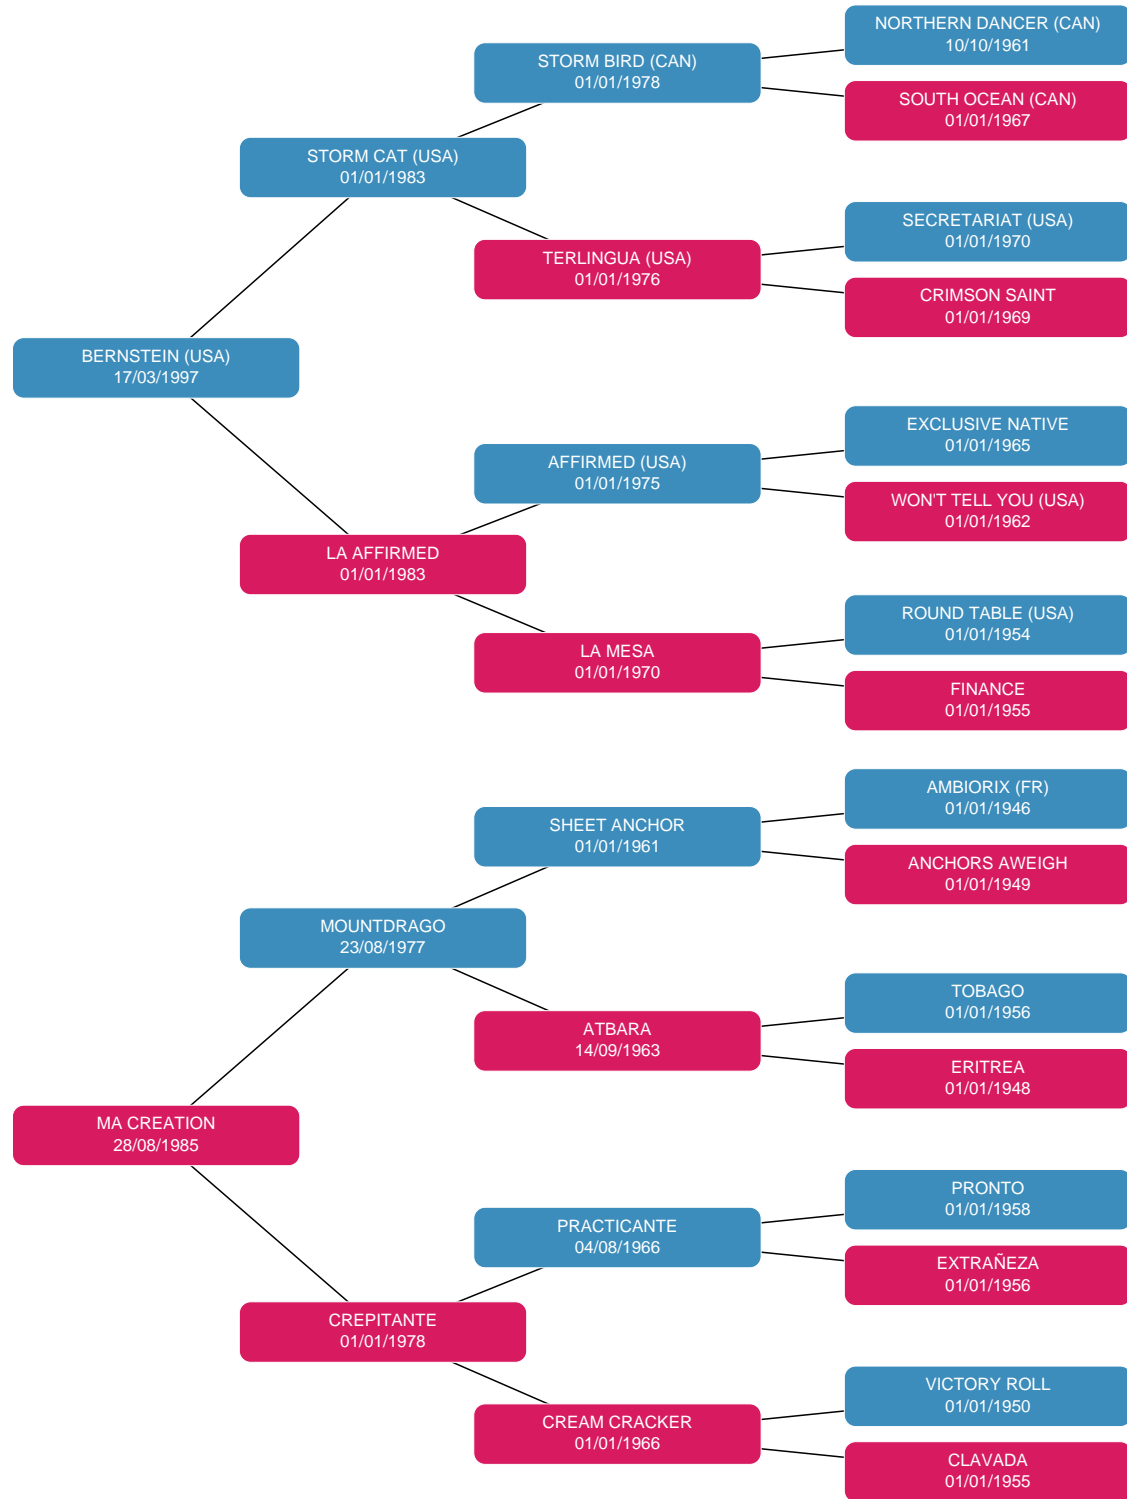 NORTHERN DANCER (CAN)
10/10/1961
STORM BIRD (CAN)
01/01/1978
SOUTH OCEAN (CAN)
01/01/1967
STORM CAT (USA)
01/01/1983
SECRETARIAT (USA)
01/01/1970
TERLINGUA (USA)
01/01/1976
CRIMSON SAINT
01/01/1969
BERNSTEIN (USA)
17/03/1997
EXCLUSIVE NATIVE
01/01/1965
AFFIRMED (USA)
01/01/1975
WON'T TELL YOU (USA)
01/01/1962
LA AFFIRMED
01/01/1983
ROUND TABLE (USA)
01/01/1954
LA MESA
01/01/1970
FINANCE
01/01/1955
AMBIORIX (FR)
01/01/1946
SHEET ANCHOR
01/01/1961
ANCHORS AWEIGH
01/01/1949
MOUNTDRAGO
23/08/1977
TOBAGO
01/01/1956
ATBARA
14/09/1963
ERITREA
01/01/1948
MA CREATION
28/08/1985
PRONTO
01/01/1958
PRACTICANTE
04/08/1966
EXTRAÑEZA
01/01/1956
CREPITANTE
01/01/1978
VICTORY ROLL
01/01/1950
CREAM CRACKER
01/01/1966
CLAVADA
01/01/1955